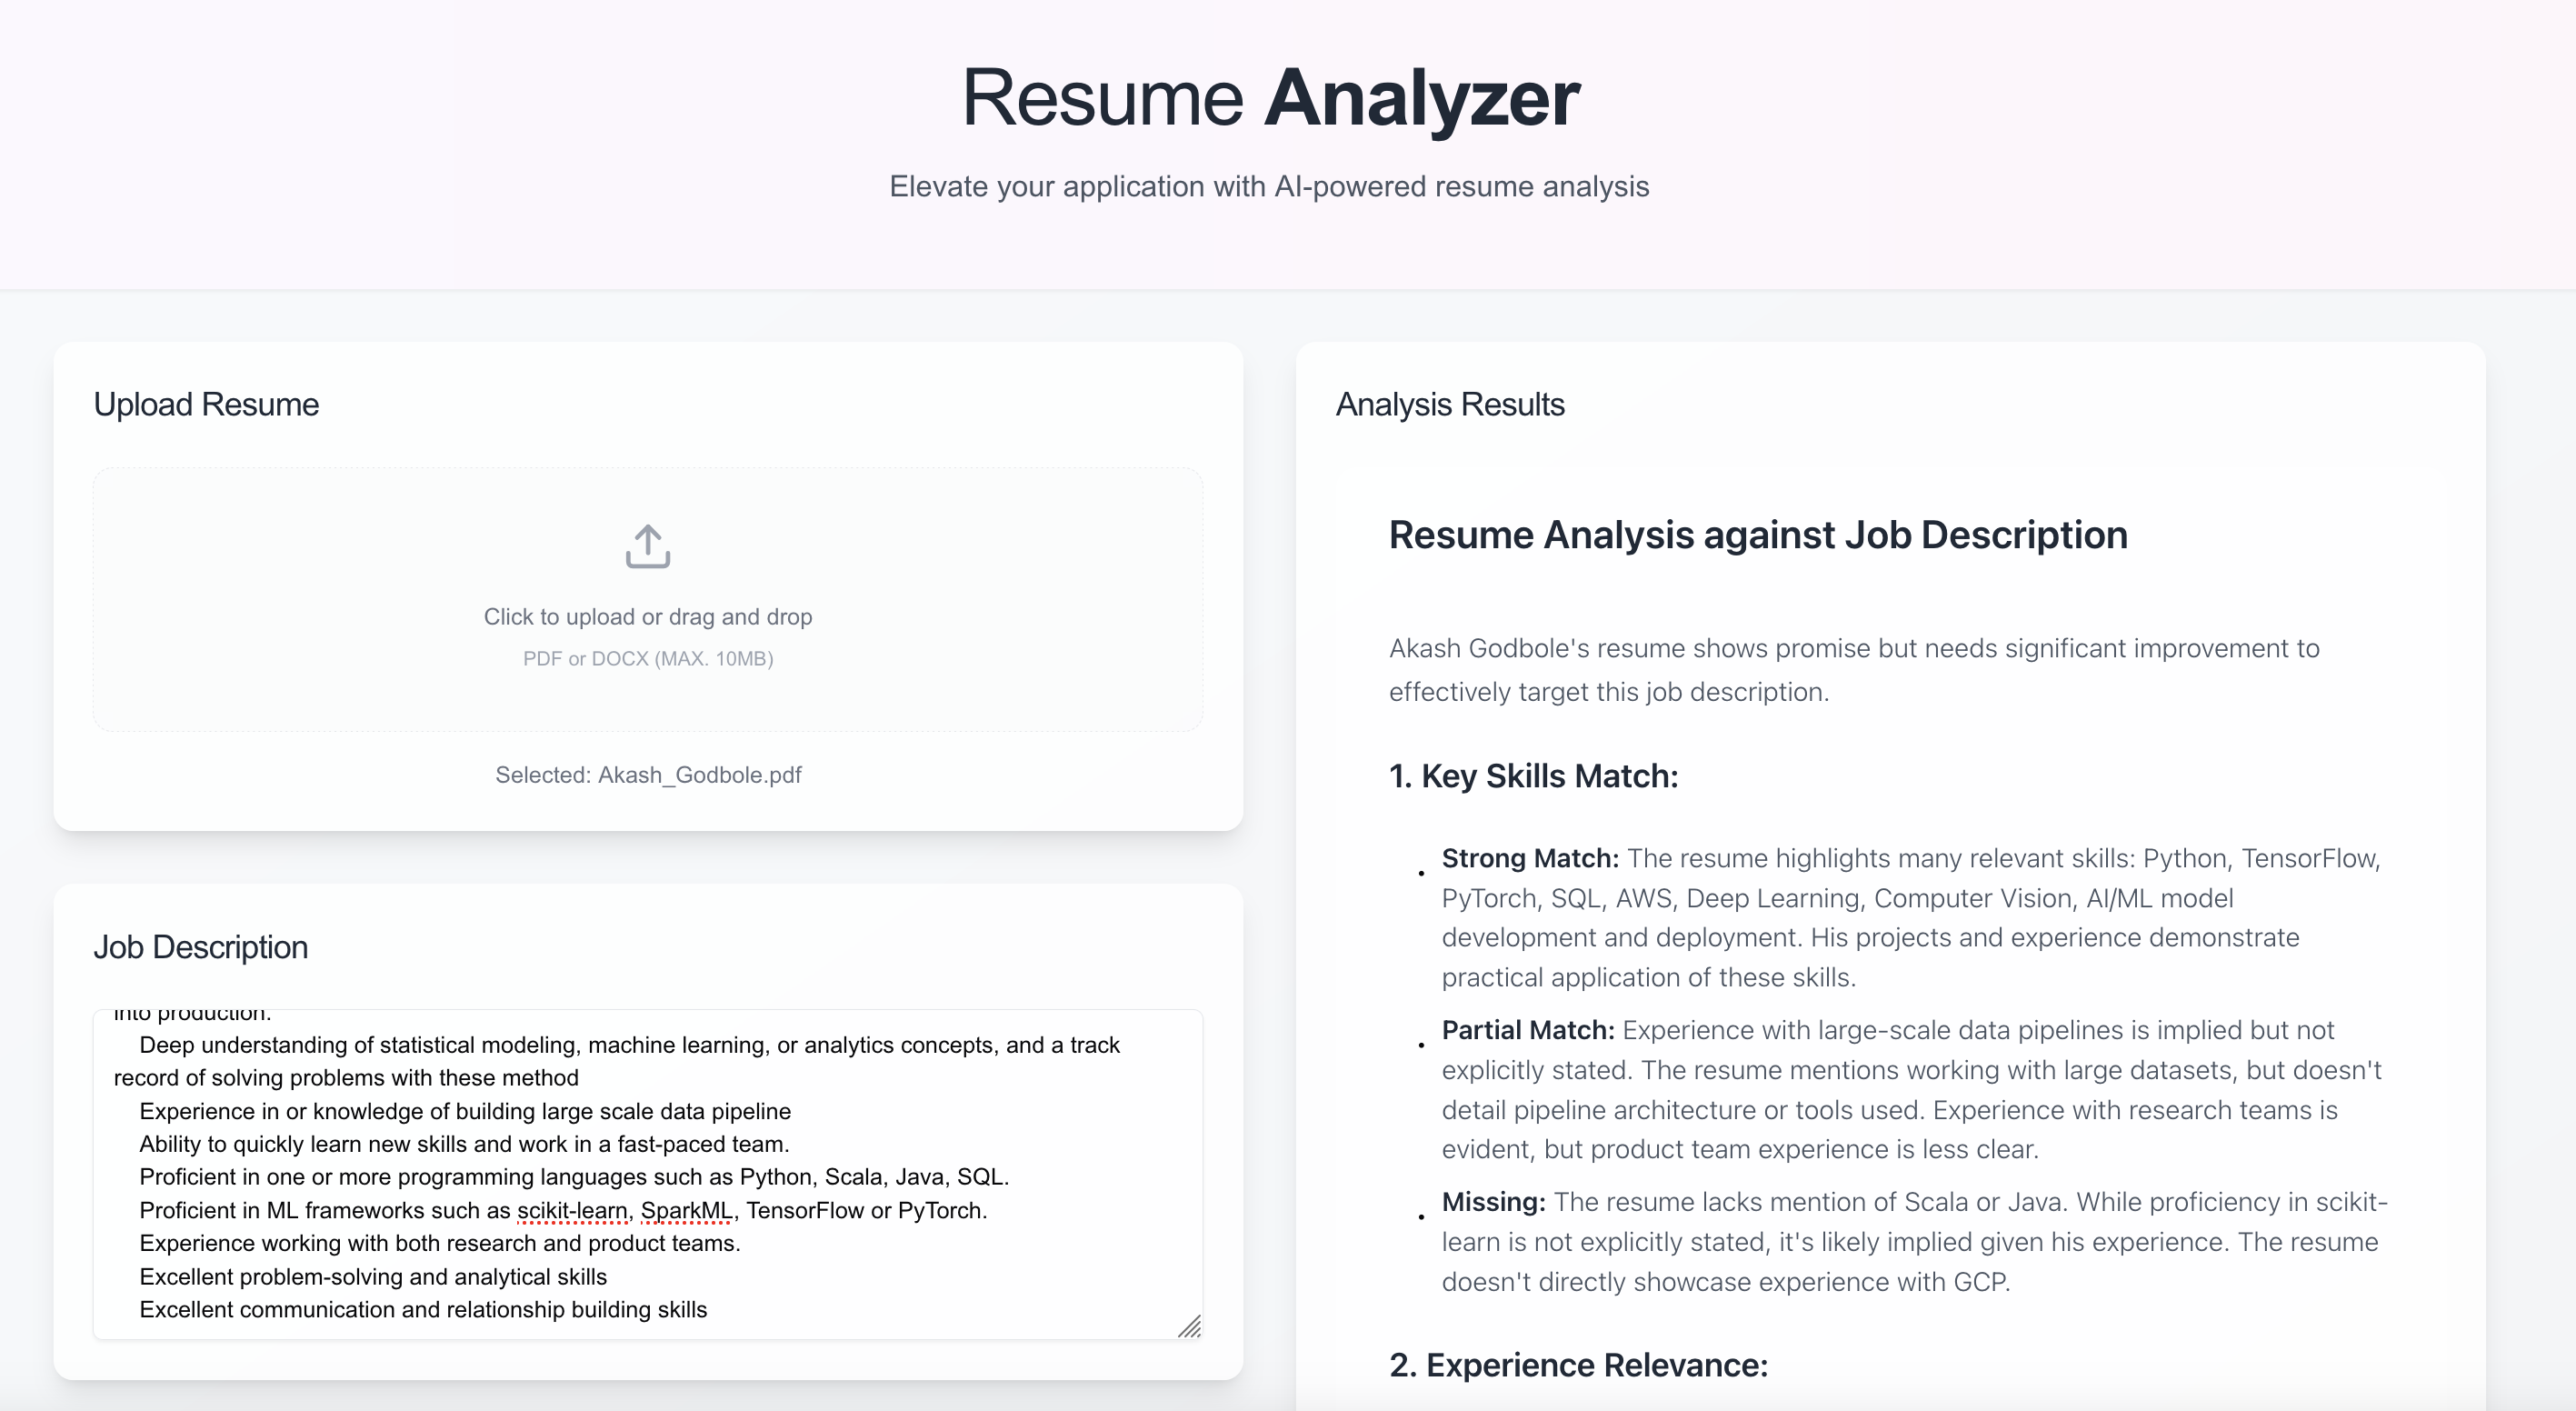 Resume Analyzer
Elevate your application with AI-powered resume analysis
Upload Resume
Click to upload or drag and drop
PDF or DOCX (MAX. 10MB)
Selected: Akash_Godbole.pdf
Job Description
into production.
Deep understanding of statistical modeling, machine learning, or analytics concepts, and a track
record of solving problems with these method
Experience in or knowledge of building large scale data pipeline
Ability to quickly learn new skills and work in a fast-paced team.
Proficient in one or more programming languages such as Python, Scala, Java, SQL.
Proficient in ML frameworks such as scikit-learn, SparkML, TensorFlow or PyTorch.
Experience working with both research and product teams.
Excellent problem-solving and analytical skills
Excellent communication and relationship building skills
Analysis Results
Resume Analysis against Job Description
Akash Godbole's resume shows promise but needs significant improvement to
effectively target this job description.
1. Key Skills Match:
• Strong Match: The resume highlights many relevant skills: Python, TensorFlow,
PyTorch, SQL, AWS, Deep Learning, Computer Vision, AI/ML model
development and deployment. His projects and experience demonstrate
practical application of these skills.
• Partial Match: Experience with large-scale data pipelines is implied but not
explicitly stated. The resume mentions working with large datasets, but doesn't
detail pipeline architecture or tools used. Experience with research teams is
evident, but product team experience is less clear.
• Missing: The resume lacks mention of Scala or Java. While proficiency in scikit-
learn is not explicitly stated, it's likely implied given his experience. The resume
doesn't directly showcase experience with GCP.
2. Experience Relevance: